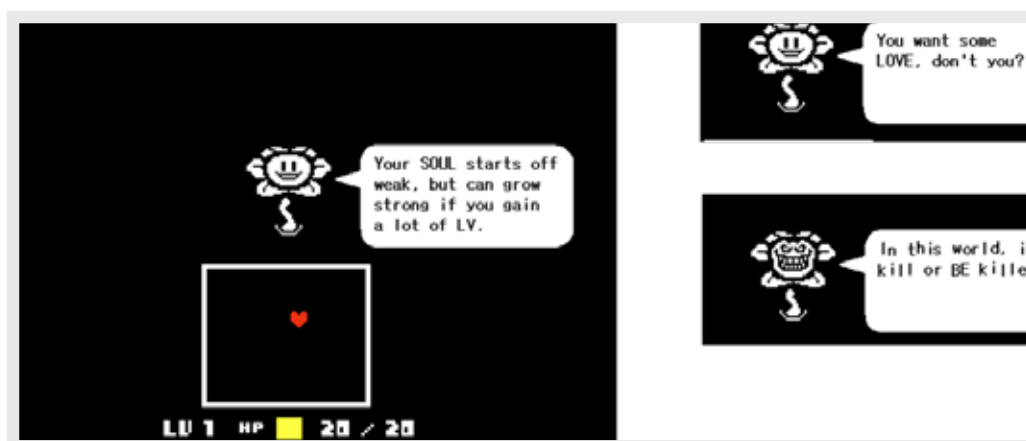 Your SOUL starts off
weak, but can grow
strong if you gain
a lot of LV.
LV 1 HP 20 / 20
You want some
LOVE, don't you?
In this world, i
kill or BE kille